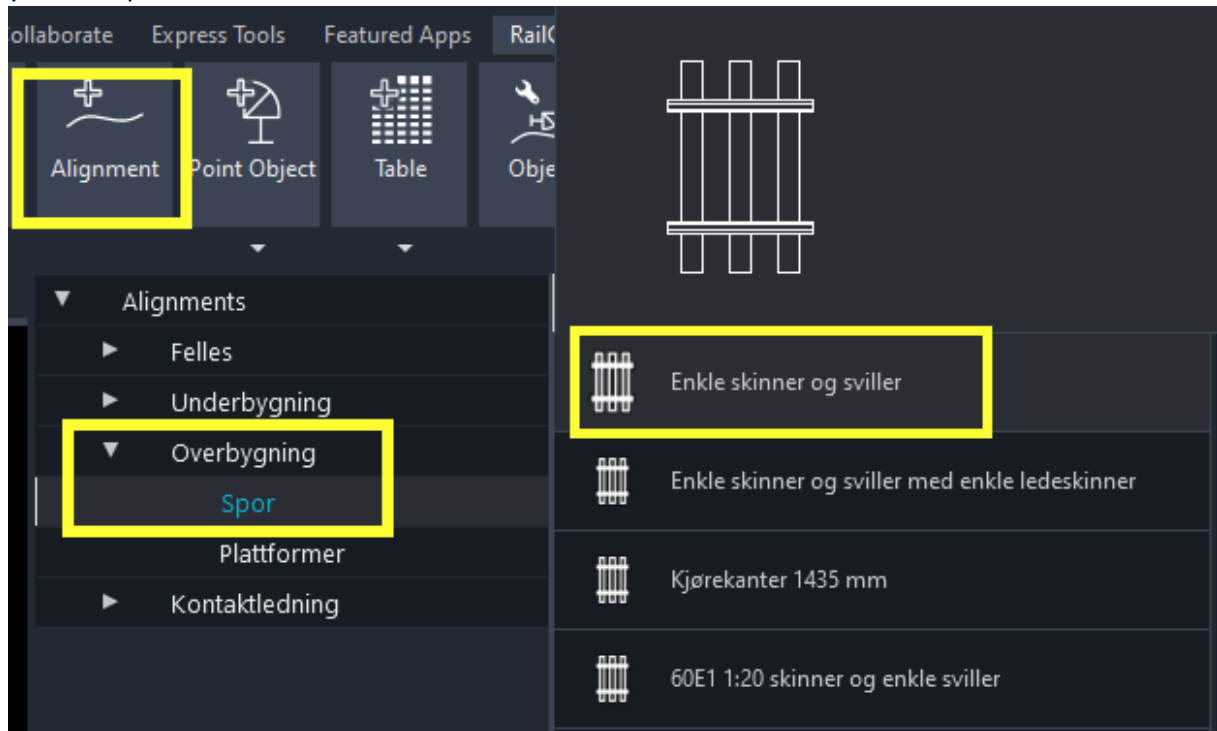 ollaborate Express Tools Featured Apps Rail
Alignment Point Object Table Obje
Alignments
Felles
Underbygning
Overbygning
Spor
Plattformer
Kontaktledning
Enkle skinner og sviller
Enkle skinner og sviller med enkle ledeskinner
Kjørekanter 1435 mm
60E1 1:20 skinner og enkle sviller